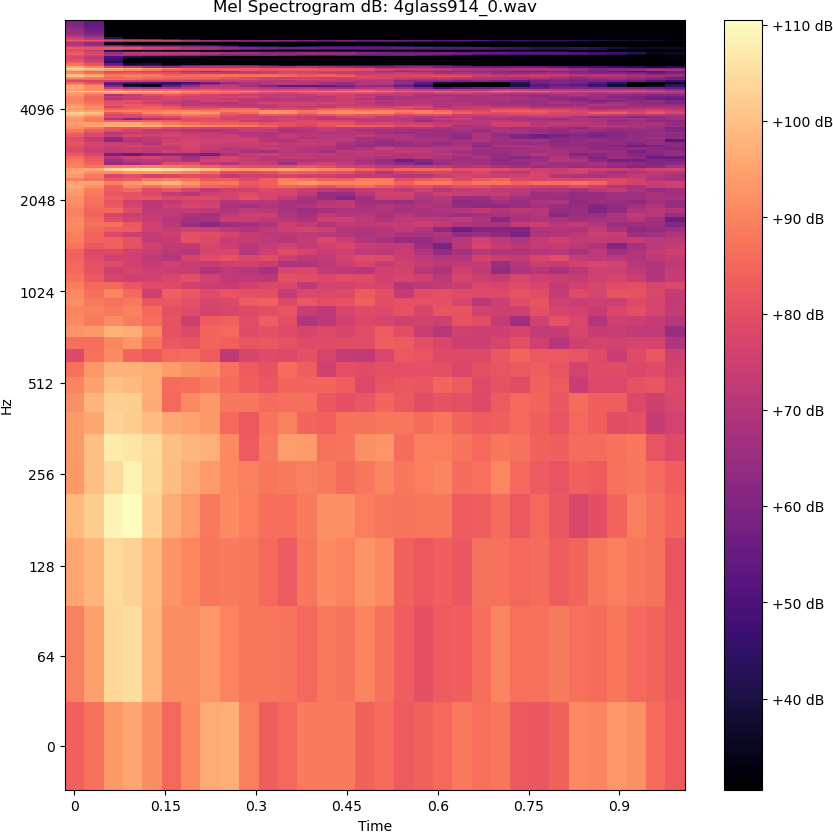 Mel Spectrogram dB: 4glass914_0.wav
+110 dB
+100 dB
+90 dB
+80 dB
+70 dB
+60 dB
+50 dB
+40 dB
4096
2048
1024
512
256
128
64
0
Hz
0 0.15 0.3 0.45 0.6 0.75 0.9
Time